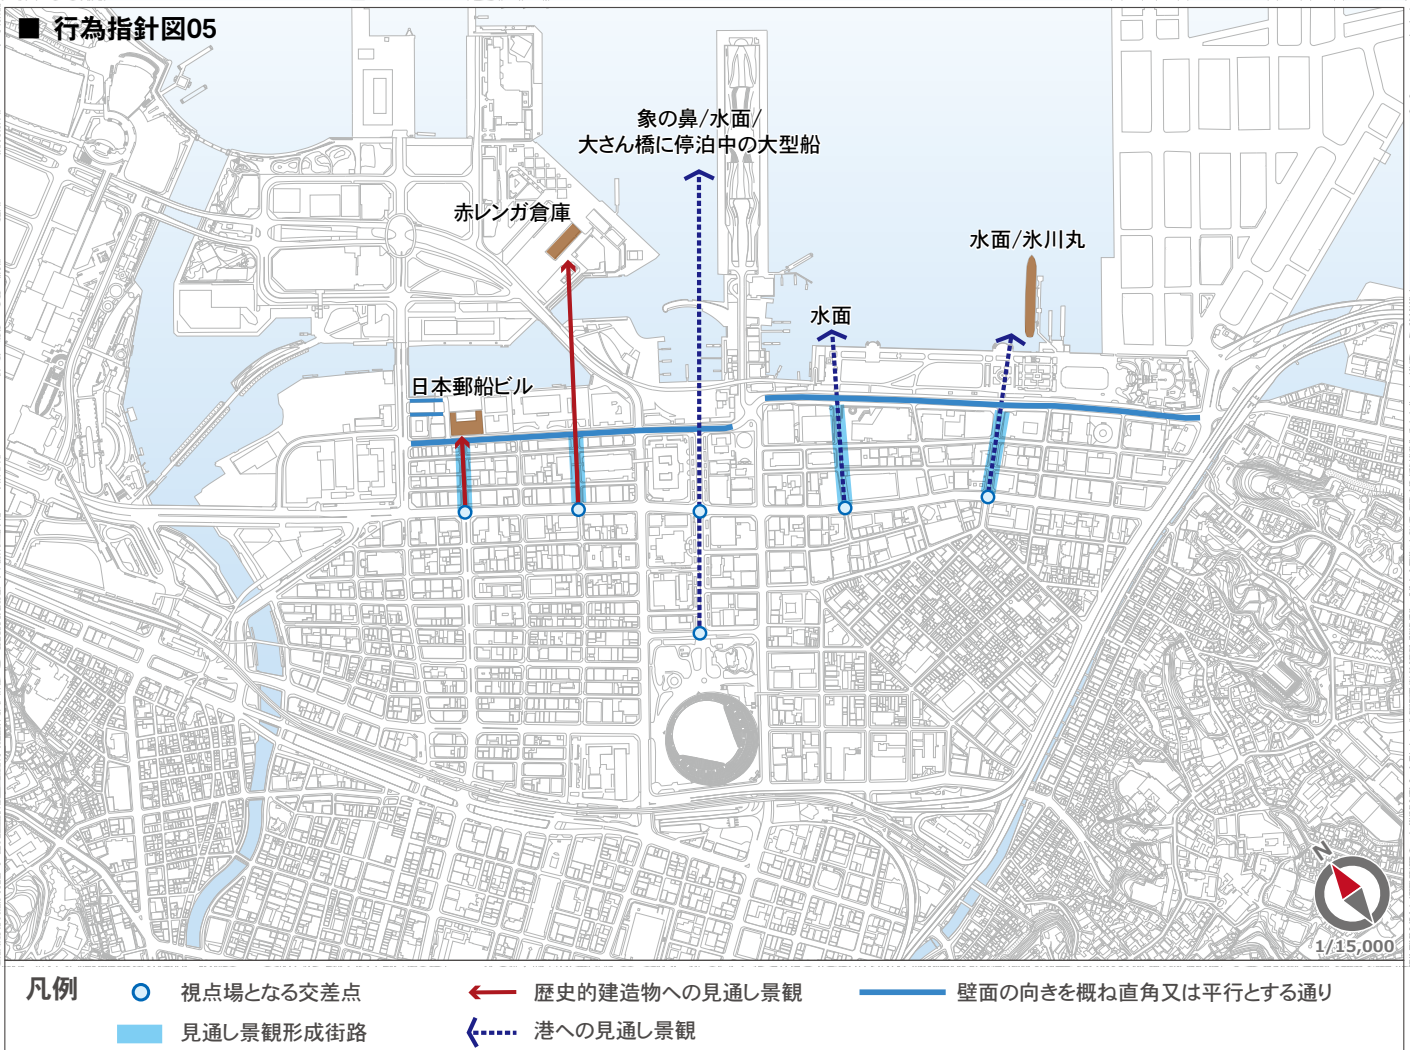 ■ 行為指針図05
象の鼻/水面/
大さん橋に停泊中の大型船
赤レンガ倉庫
水面/氷川丸
水面
日本郵船ビル
N
1/15,000
凡例
視点場となる交差点
歴史的建造物への見通し景観
壁面の向きを概ね直角又は平行とする通り
見通し景観形成街路
港への見通し景観